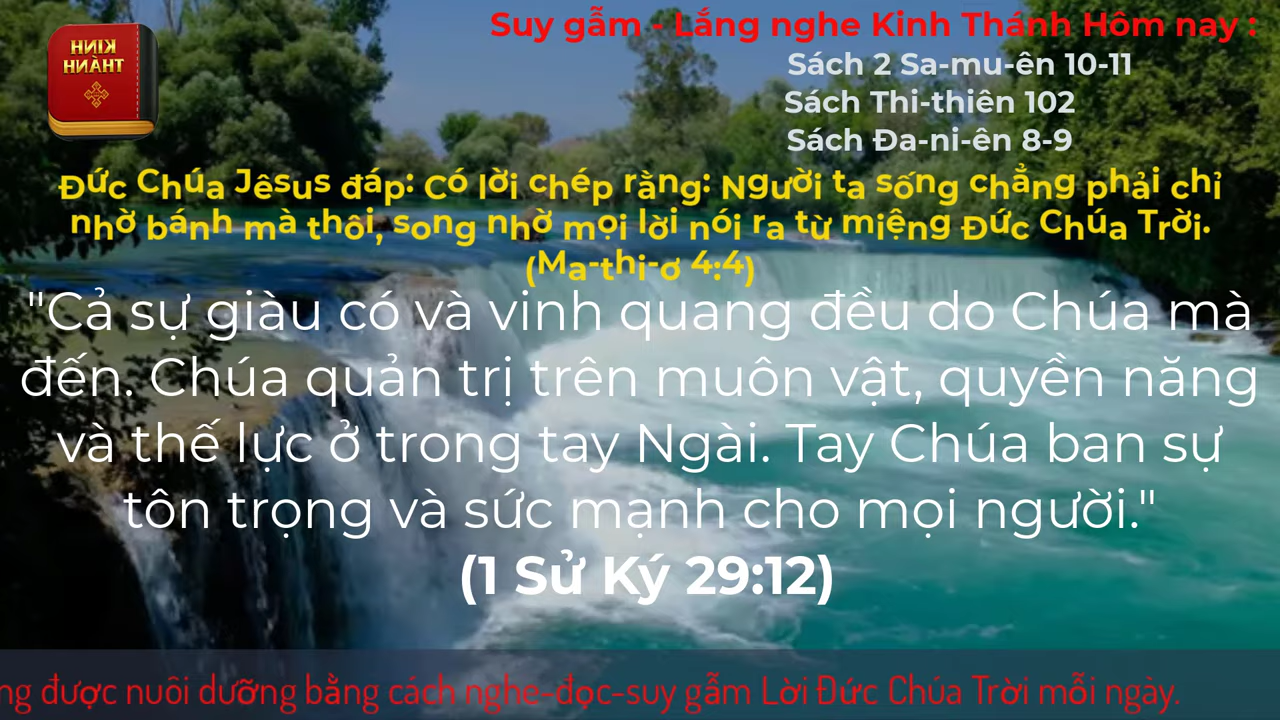 KINH
THÀNH
Suy gẫm - Lắng nghe Kinh Thánh Hôm nay :
Sách 2 Sa-mu-ên 10-11
Sách Thi-thiên 102
Sách Đa-ni-ên 8-9
Đức Chúa Jêsus đáp: Có lời chép rằng: Người ta sống chẳng phải chỉ
nhờ bánh mà thôi, song nhờ mọi lời nói ra từ miệng Đức Chúa Trời.
(Ma-thi-ơ 4:4)
"Cả sự giàu có và vinh quang đều do Chúa mà
đến. Chúa quản trị trên muôn vật, quyền năng
và thế lực ở trong tay Ngài. Tay Chúa ban sự
tôn trọng và sức mạnh cho mọi người."
(1 Sử Ký 29:12)
ng được nuôi dưỡng bằng cách nghe-đọc-suy gẫm Lời Đức Chúa Trời mỗi ngày.